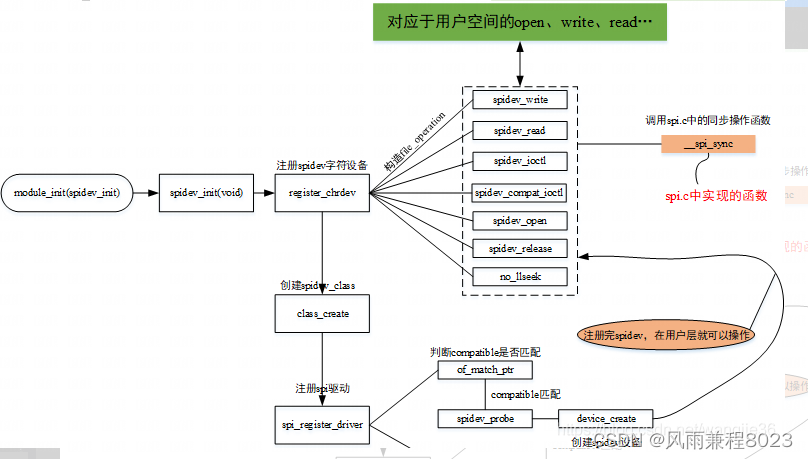 对应于用户空间的open、write、read…
spidev_write
spidev_read
spidev_ioctl
spidev_compat_ioctl
spidev_open
spidev_release
no_llseek
构造file_operation
调用spi.c中的同步操作函数
__spi_sync
spi.c中实现的函数
注册spidev字符设备
module_init(spidev_init)
spidev_init(void)
register_chrdev
创建spidev_class
class_create
注册完spidev，在用户层就可以操作
判断compatible是否匹配
of_match_ptr
注册spi驱动
compatible匹配
spi_register_driver
spidev_probe
device_create
创建spidev设备
CSDN @风雨兼程8023